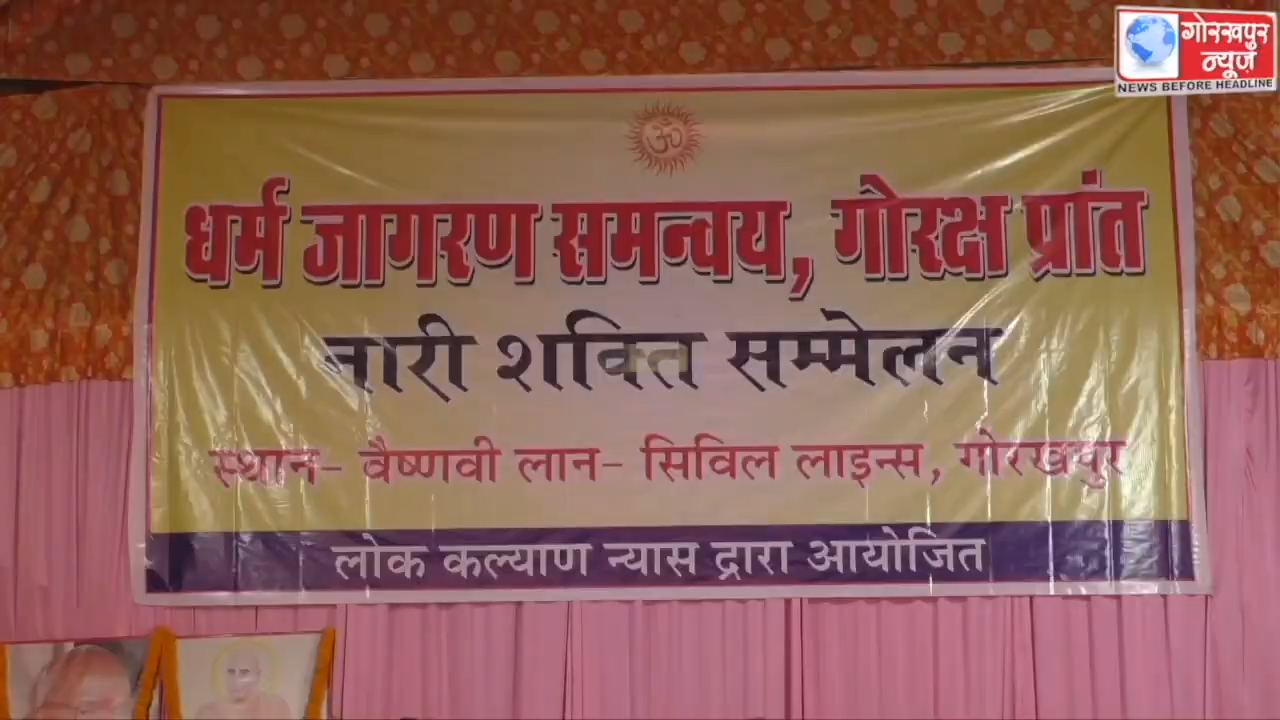 गोरखपुर
न्यूज़
NEWS BEFORE HEADLINE
ॐ
धर्म जागरण समन्वय, गोरक्ष प्रांत
नारी शक्ति सम्मेलन
स्थान- वैष्णवी लान- सिविल लाइन्स, गोरखपुर
लोक कल्याण न्यास द्वारा आयोजित